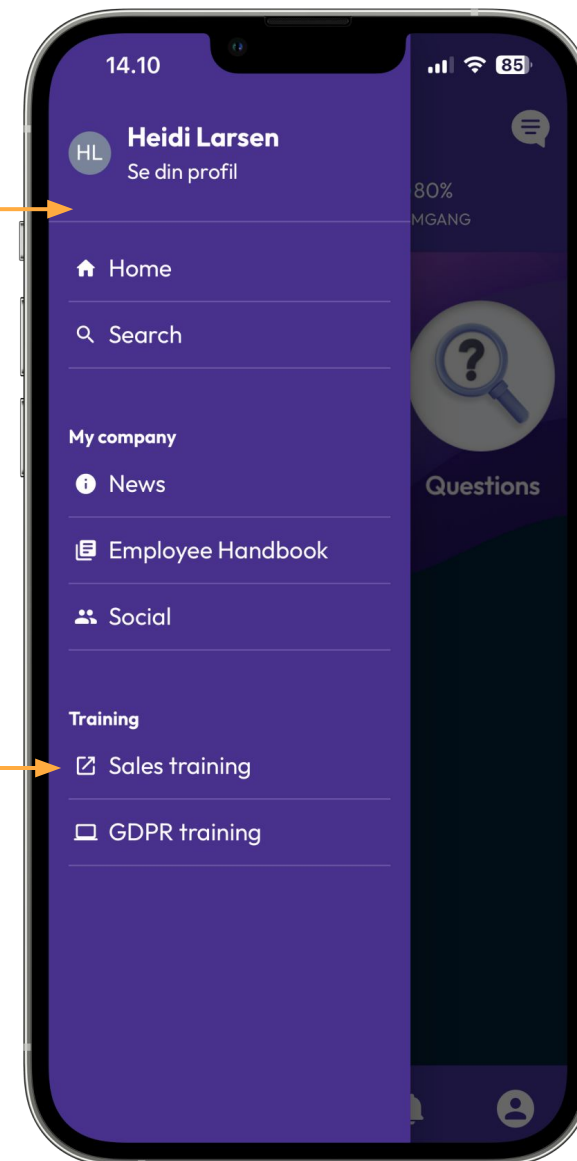 14.10
85
HL
Heidi Larsen
Se din profil
80%
MGANG
Home
Search
My company
News
Questions
Employee Handbook
Social
Training
Sales training
GDPR training